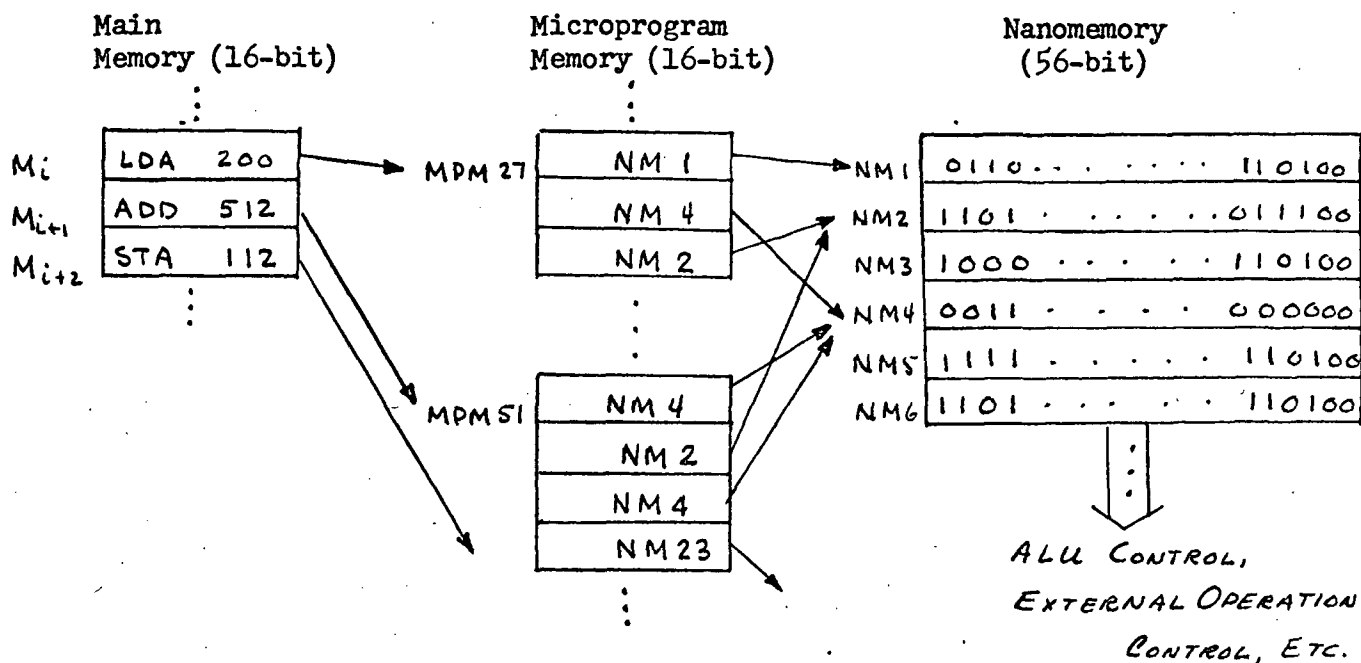 Main
Memory (16-bit)
Microprogram
Memory (16-bit)
Nanomemory
(56-bit)
Mi LDA 200
Mi+1 ADD 512
Mi+2 STA 112
MPM 27 NM 1
NM 4
NM 2
MPM 51 NM 4
NM 2
NM 4
NM 23
NM1 0110 . . . . . . . . 110100
NM2 1101 . . . . . . 011100
NM3 1000 . . . . . 110100
NM4 0011 . . . . . 000000
NM5 1111 . . . . . 110100
NM6 1101 . . . . . 110100
ALU CONTROL,
EXTERNAL OPERATION
CONTROL, ETC.